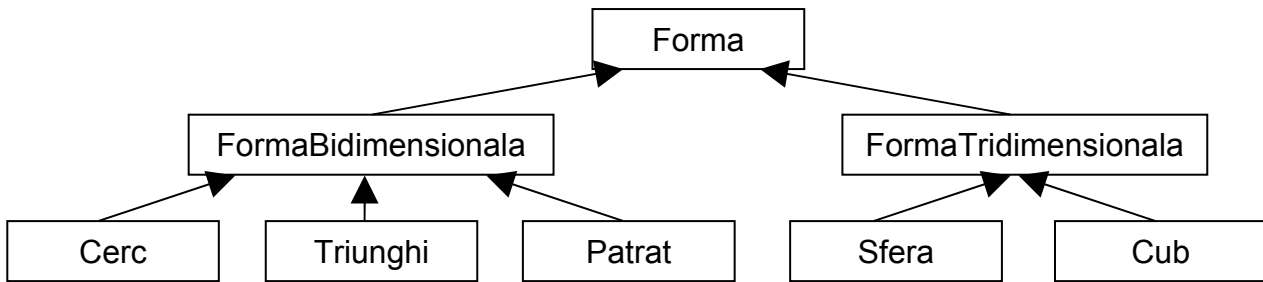 Forma
FormaBidimensionala
FormaTridimensionala
Cerc
Triunghi
Patrat
Sfera
Cub